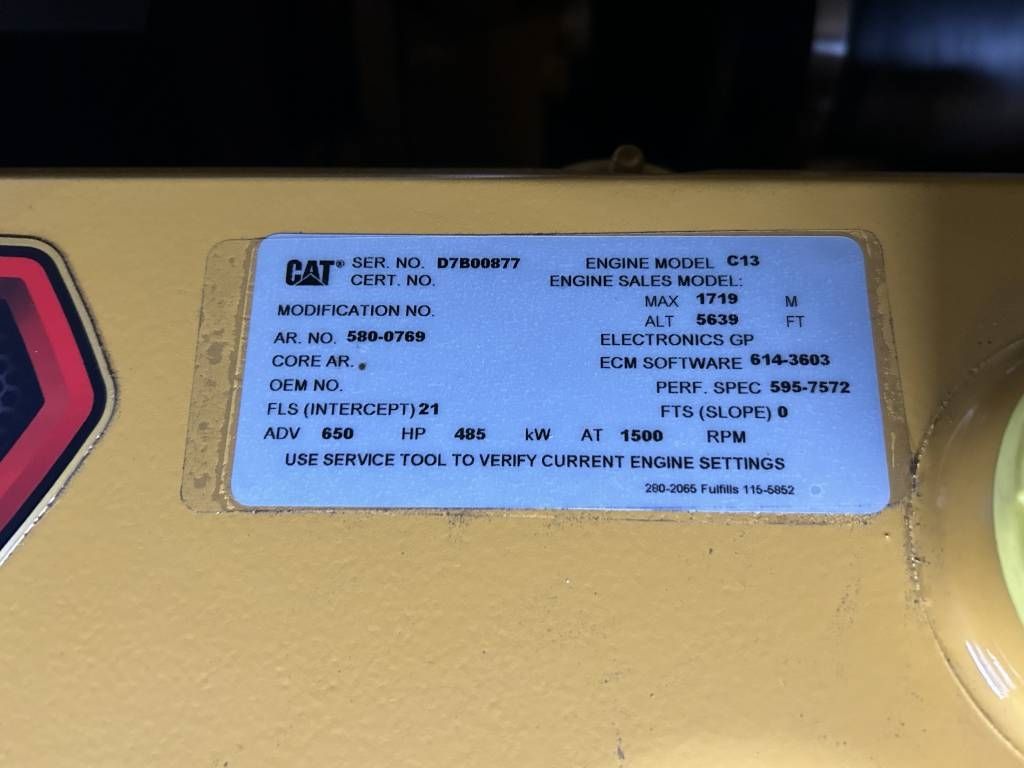 CAT® SER. NO. D7B00877 ENGINE MODEL C13
CERT. NO. ENGINE SALES MODEL:
MAX 1719 M
MODIFICATION NO.
ALT 5639 FT
AR. NO. 580-0769 ELECTRONICS GP
CORE AR. ECM SOFTWARE 614-3603
OEM NO. PERF. SPEC 595-7572
FLS (INTERCEPT) 21 FTS (SLOPE) 0
ADV 650 HP 485 kW AT 1500 RPM
USE SERVICE TOOL TO VERIFY CURRENT ENGINE SETTINGS
280-2065 Fulfills 115-5852